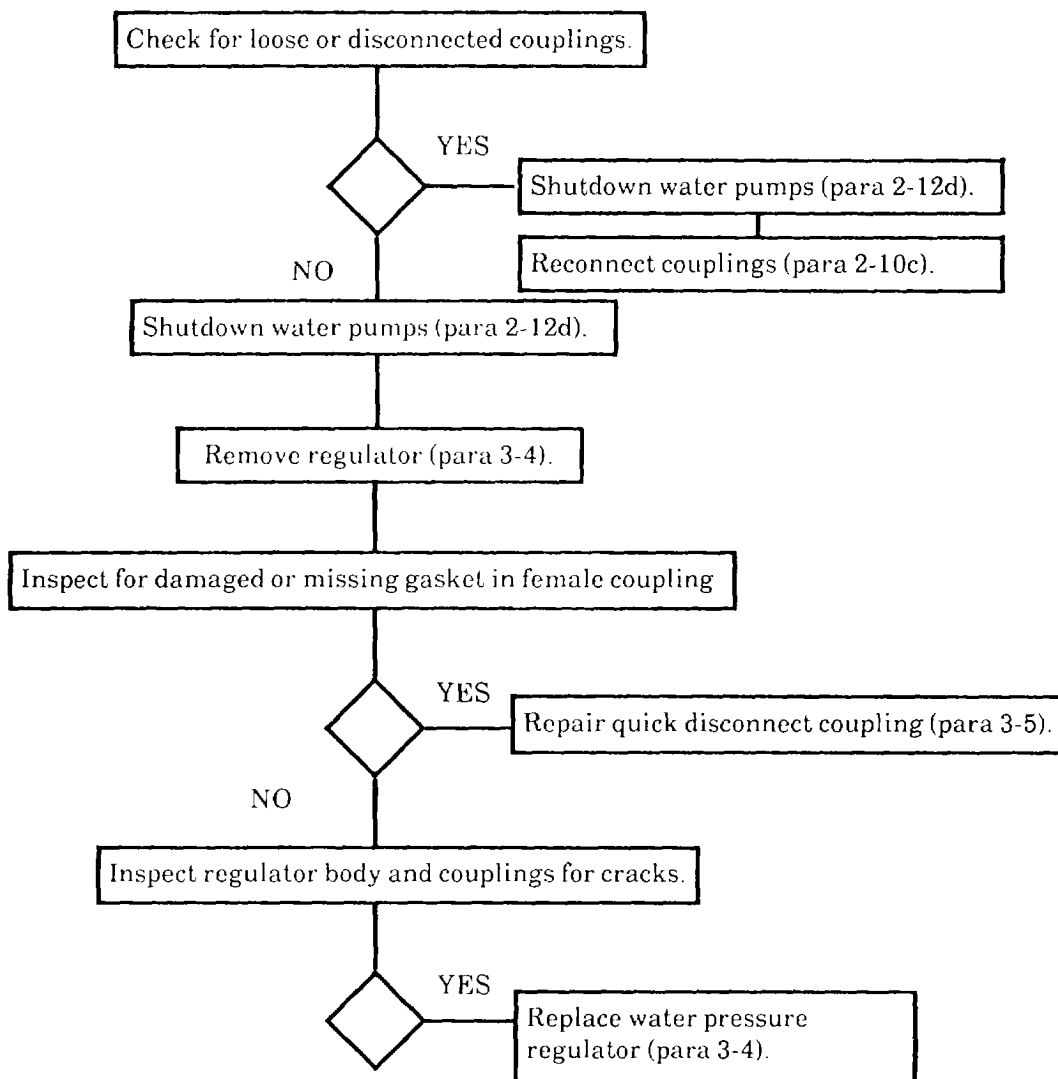 Check for loose or disconnected couplings.
YES
Shutdown water pumps (para 2-12d).
Reconnect couplings (para 2-10c).
NO
Shutdown water pumps (para 2-12d).
Remove regulator (para 3-4).
Inspect for damaged or missing gasket in female coupling
YES
Repair quick disconnect coupling (para 3-5).
NO
Inspect regulator body and couplings for cracks.
YES
Replace water pressure
regulator (para 3-4).